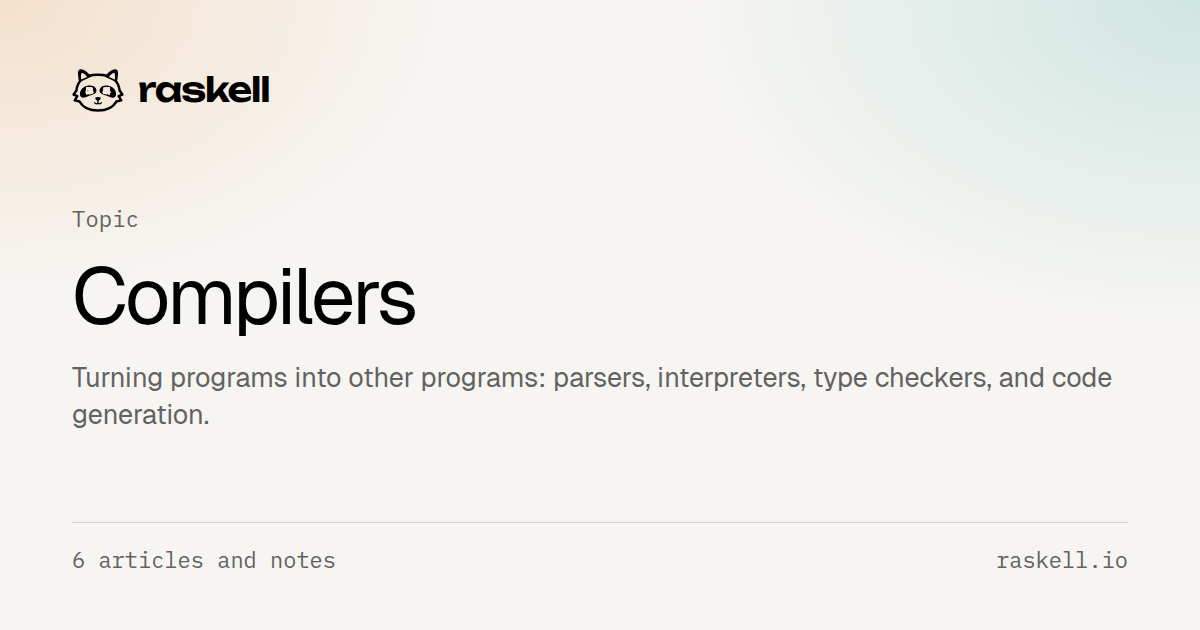 raskell
Topic
Compilers
Turning programs into other programs: parsers, interpreters, type checkers, and code
generation.
6 articles and notes
raskell.io